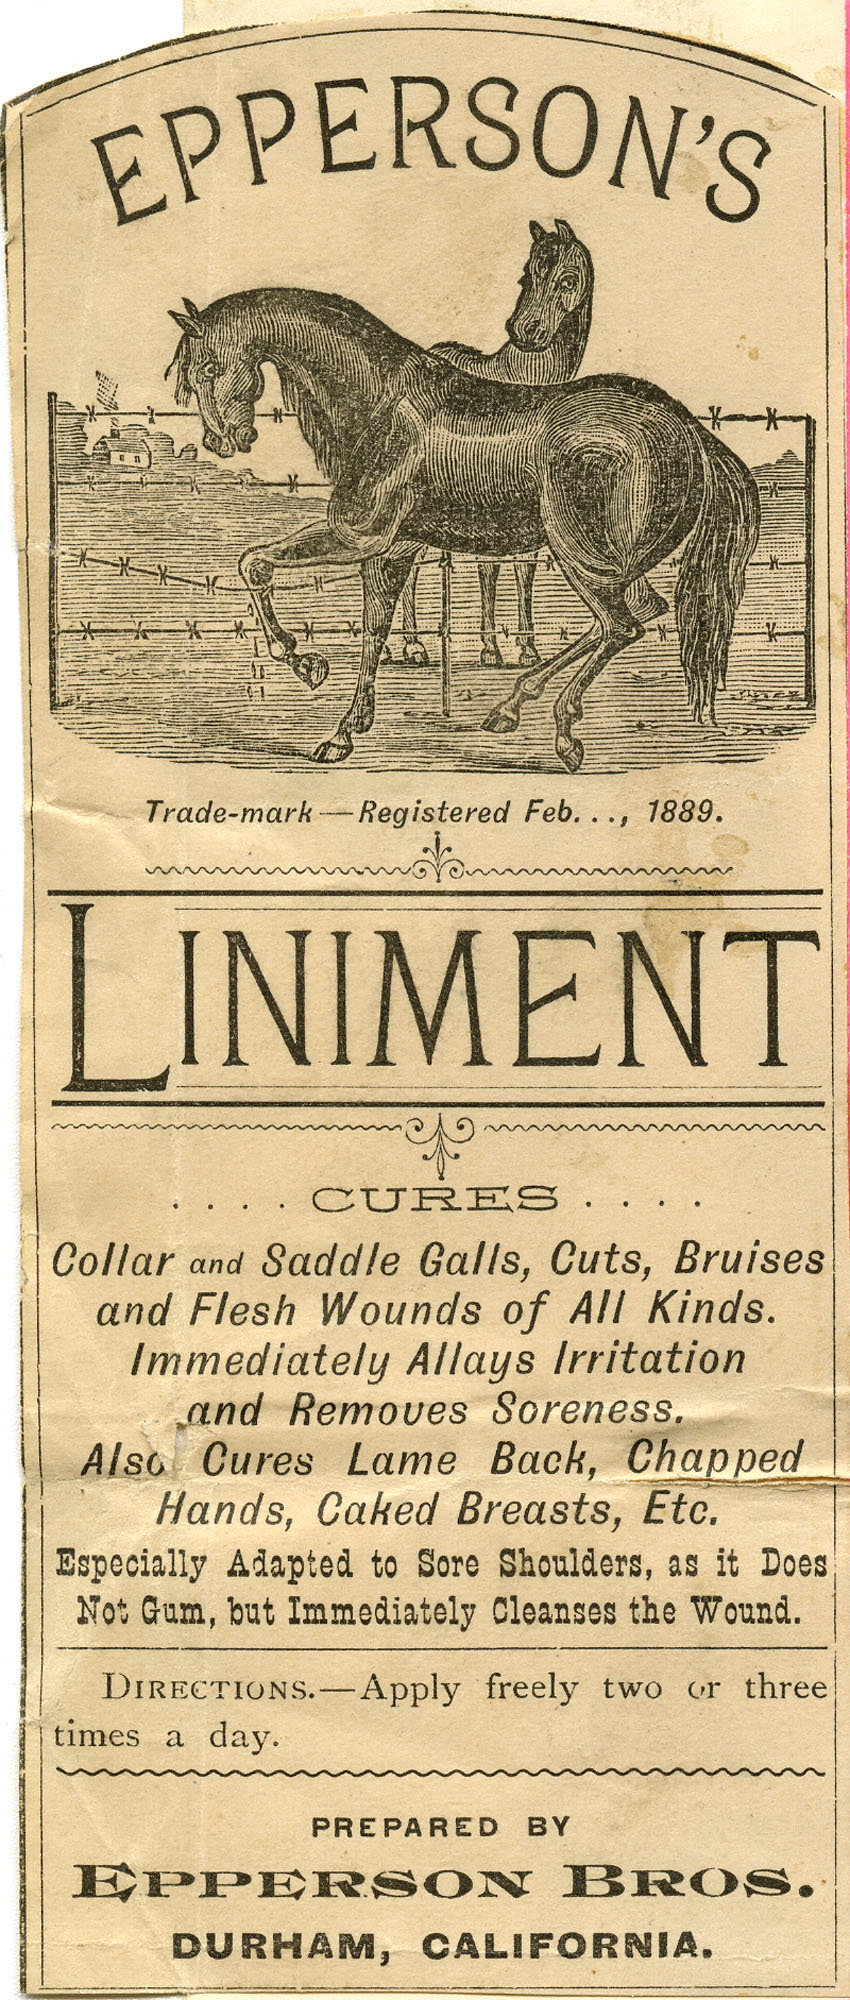 EPPERSON'S
Trade-mark—Registered Feb. . ., 1889.
LINIMENT
. . . . CURES . . . .
Collar and Saddle Galls, Cuts, Bruises
and Flesh Wounds of All Kinds.
Immediately Allays Irritation
and Removes Soreness.
Also Cures Lame Back, Chapped
Hands, Caked Breasts, Etc.
Especially Adapted to Sore Shoulders, as it Does
Not Gum, but Immediately Cleanses the Wound.
DIRECTIONS.—Apply freely two or three
times a day.
PREPARED BY
EPPERSON BROS.
DURHAM, CALIFORNIA.